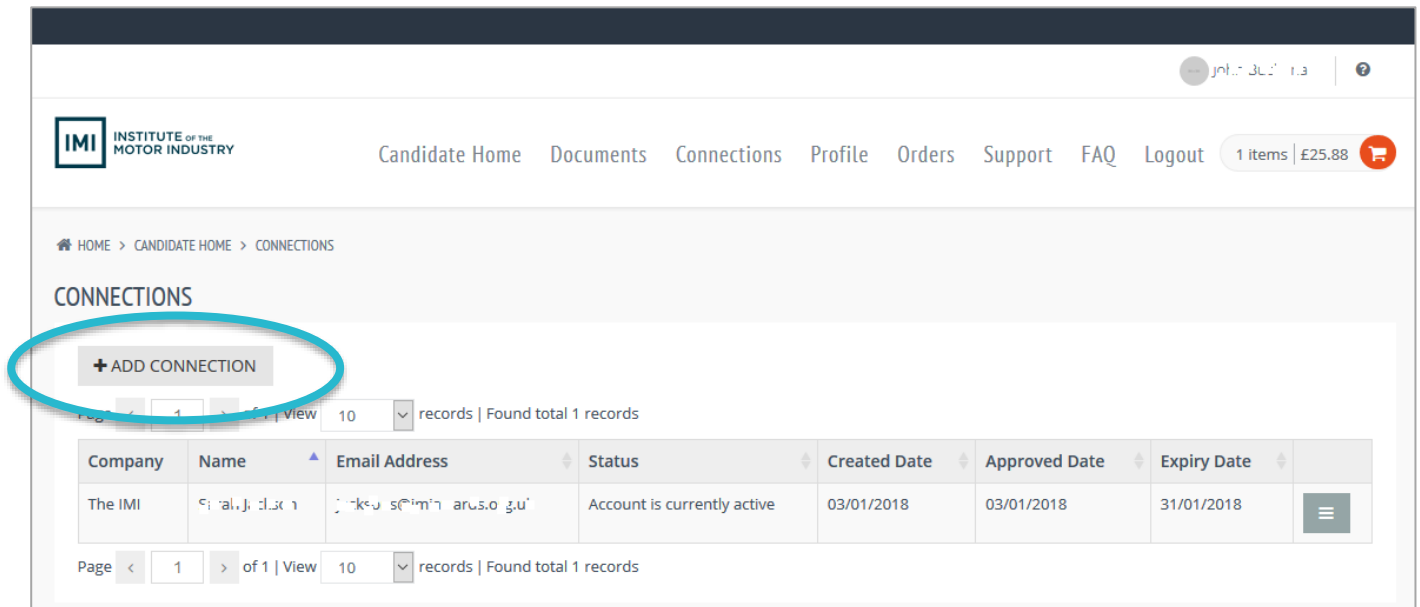 IMI INSTITUTE OF THE
MOTOR INDUSTRY
Candidate Home Documents Connections Profile Orders Support FAQ Logout 1 items | £25.88
HOME > CANDIDATE HOME > CONNECTIONS
CONNECTIONS
+ ADD CONNECTION
Page < 1 > of 1 | View 10 records | Found total 1 records
Company Name Email Address Status Created Date Approved Date Expiry Date
The IMI Account is currently active 03/01/2018 03/01/2018 31/01/2018
Page < 1 > of 1 | View 10 records | Found total 1 records